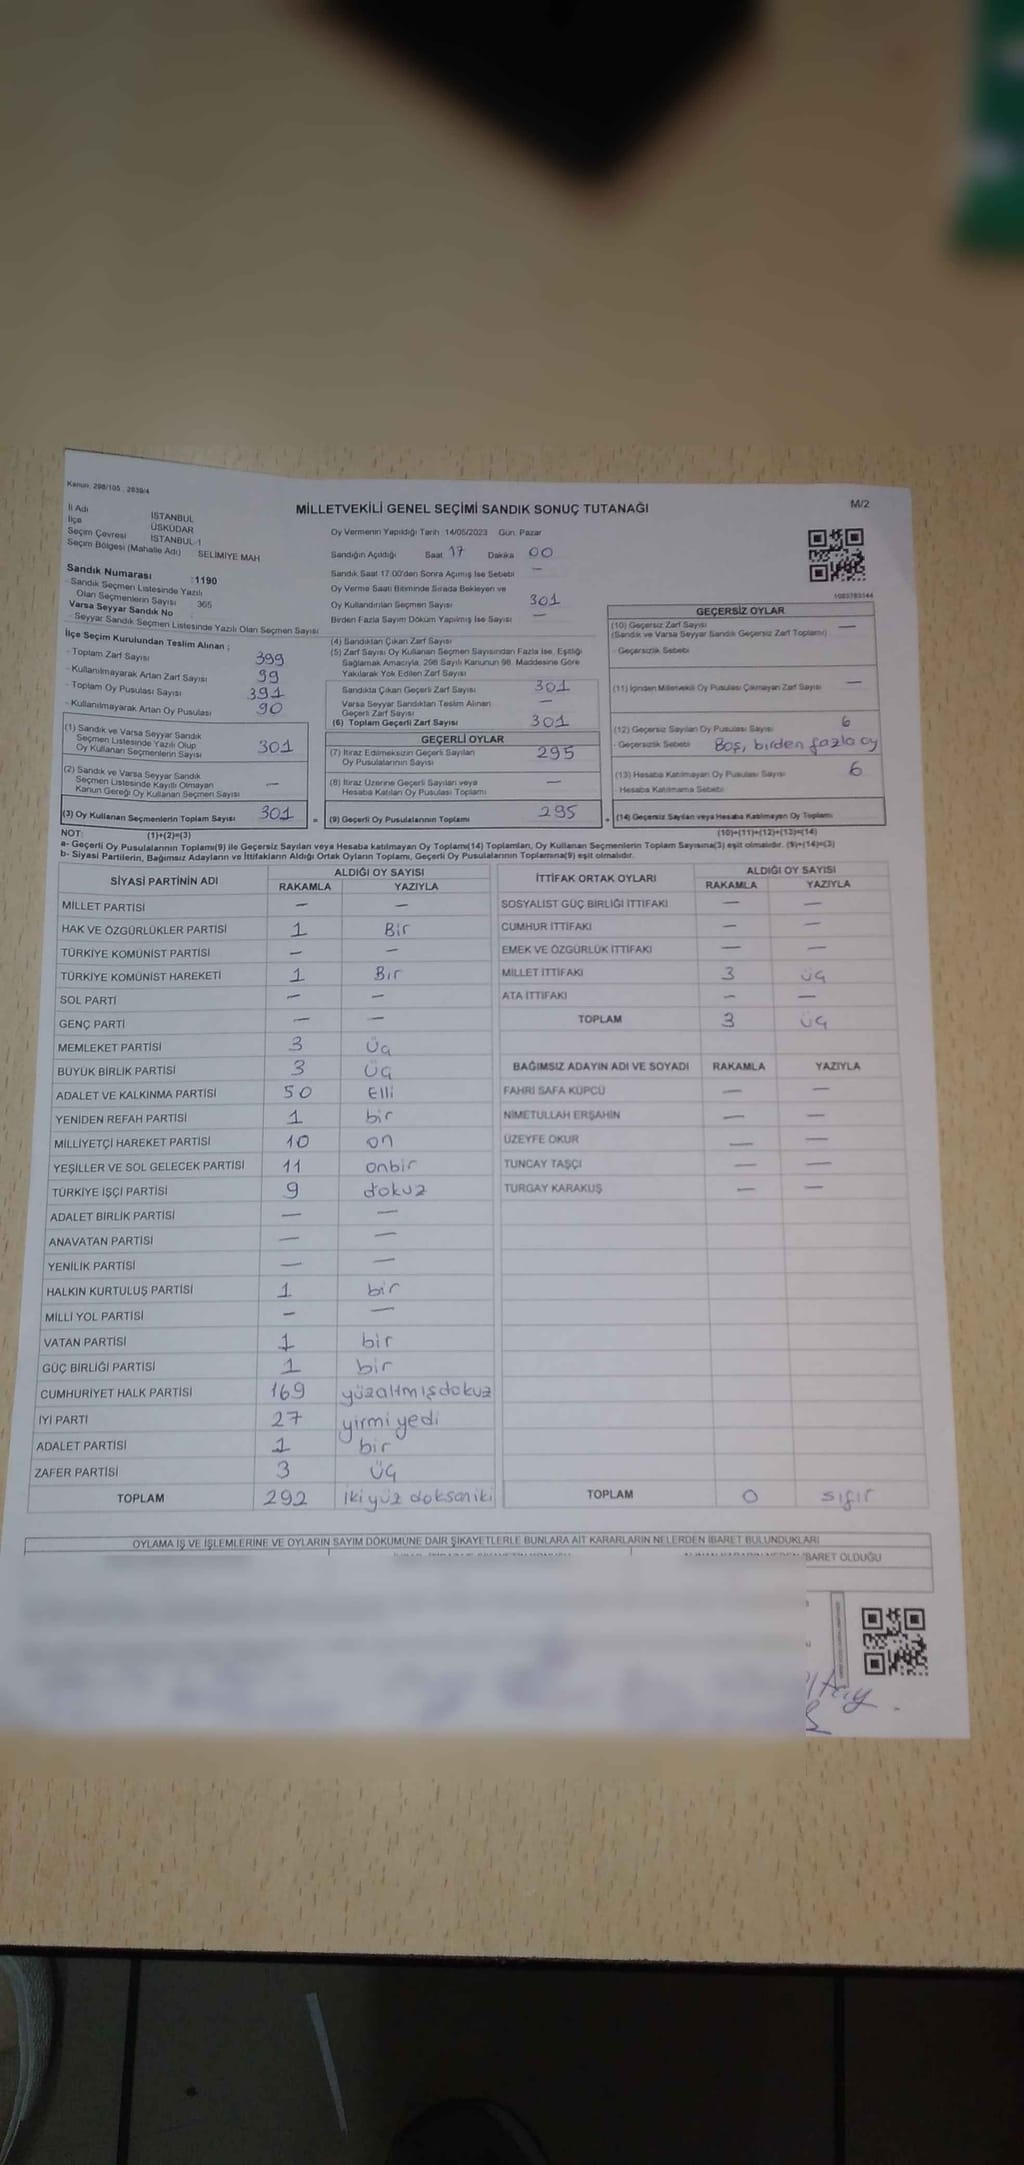 Kanun: 298/105 , 2839/4
MİLLETVEKİLİ GENEL SEÇİMİ SANDIK SONUÇ TUTANAĞI
M/2
İl Adı İSTANBUL
İlçe ÜSKÜDAR
Seçim Çevresi İSTANBUL-1
Seçim Bölgesi (Mahalle Adı) SELİMİYE MAH
Sandık Numarası :1190
- Sandık Seçmen Listesinde Yazılı
Olan Seçmenlerin Sayısı : 365
Varsa Seyyar Sandık No
- Seyyar Sandık Seçmen Listesinde Yazılı Olan Seçmen Sayısı
İlçe Seçim Kurulundan Teslim Alınan ;
- Toplam Zarf Sayısı 399
- Kullanılmayarak Artan Zarf Sayısı 99
- Toplam Oy Pusulası Sayısı 391
- Kullanılmayarak Artan Oy Pusulası 90
(1) Sandık ve Varsa Seyyar Sandık
Seçmen Listesinde Yazılı Olup
Oy Kullanan Seçmenlerin Sayısı 301
(2) Sandık ve Varsa Seyyar Sandık
Seçmen Listesinde Kayıtlı Olmayan
Kanun Gereği Oy Kullanan Seçmen Sayısı —
(3) Oy Kullanan Seçmenlerin Toplam Sayısı 301 =
Oy Vermenin Yapıldığı Tarih : 14/05/2023 Gün: Pazar
Sandığın Açıldığı Saat 17 Dakika 00
Sandık Saat 17.00'den Sonra Açılmış İse Sebebi —
Oy Verme Saati Bitiminde Sırada Bekleyen ve
Oy Kullandırılan Seçmen Sayısı 301
Birden Fazla Sayım Döküm Yapılmış İse Sayısı —
(4) Sandıktan Çıkan Zarf Sayısı
(5) Zarf Sayısı Oy Kullanan Seçmen Sayısından Fazla İse, Eşitliği
Sağlamak Amacıyla, 298 Sayılı Kanunun 98. Maddesine Göre
Yakılarak Yok Edilen Zarf Sayısı
Sandıkta Çıkan Geçerli Zarf Sayısı 301
Varsa Seyyar Sandıktan Teslim Alınan
Geçerli Zarf Sayısı —
(6) Toplam Geçerli Zarf Sayısı 301
GEÇERLİ OYLAR
(7) İtiraz Edilmeksizin Geçerli Sayılan
Oy Pusulalarının Sayısı 295
(8) İtiraz Üzerine Geçerli Sayılan veya
Hesaba Katılan Oy Pusulası Toplamı —
(9) Geçerli Oy Pusulalarının Toplamı 295 +
1083783344
GEÇERSİZ OYLAR
(10) Geçersiz Zarf Sayısı —
(Sandık ve Varsa Seyyar Sandık Geçersiz Zarf Toplamı)
- Geçersizlik Sebebi
(11) İçinden Milletvekili Oy Pusulası Çıkmayan Zarf Sayısı —
(12) Geçersiz Sayılan Oy Pusulası Sayısı 6
- Geçersizlik Sebebi Boş, birden fazla oy
(13) Hesaba Katılmayan Oy Pusulası Sayısı 6
- Hesaba Katılmama Sebebi
(14) Geçersiz Sayılan veya Hesaba Katılmayan Oy Toplamı
NOT: (1)+(2)=(3) (10)+(11)+(12)+(13)=(14)
a- Geçerli Oy Pusulalarının Toplamı(9) ile Geçersiz Sayılan veya Hesaba katılmayan Oy Toplam(14) Toplamları, Oy Kullanan Seçmenlerin Toplam Sayısına(3) eşit olmalıdır. (9)+(14)=(3)
b- Siyasi Partilerin, Bağımsız Adayların ve İttifakların Aldığı Ortak Oyların Toplamı, Geçerli Oy Pusulalarının Toplamına(9) eşit olmalıdır.
SİYASİ PARTİNİN ADI ALDIĞI OY SAYISI
RAKAMLA YAZIYLA
MİLLET PARTİSİ — —
HAK VE ÖZGÜRLÜKLER PARTİSİ 1 Bir
TÜRKİYE KOMÜNİST PARTİSİ — —
TÜRKİYE KOMÜNİST HAREKETİ 1 Bir
SOL PARTİ — —
GENÇ PARTİ — —
MEMLEKET PARTİSİ 3 Üç
BÜYÜK BİRLİK PARTİSİ 3 Üç
ADALET VE KALKINMA PARTİSİ 50 Elli
YENİDEN REFAH PARTİSİ 1 bir
MİLLİYETÇİ HAREKET PARTİSİ 10 on
YEŞİLLER VE SOL GELECEK PARTİSİ 11 onbir
TÜRKİYE İŞÇİ PARTİSİ 9 dokuz
ADALET BİRLİK PARTİSİ — —
ANAVATAN PARTİSİ — —
YENİLİK PARTİSİ — —
HALKIN KURTULUŞ PARTİSİ 1 bir
MİLLİ YOL PARTİSİ — —
VATAN PARTİSİ 1 bir
GÜÇ BİRLİĞİ PARTİSİ 1 bir
CUMHURİYET HALK PARTİSİ 169 yüzaltmışdokuz
İYİ PARTİ 27 yirmiyedi
ADALET PARTİSİ 1 bir
ZAFER PARTİSİ 3 üç
TOPLAM 292 ikiyüz doksaniki
İTTİFAK ORTAK OYLARI ALDIĞI OY SAYISI
RAKAMLA YAZIYLA
SOSYALİST GÜÇ BİRLİĞİ İTTİFAKI — —
CUMHUR İTTİFAKI — —
EMEK VE ÖZGÜRLÜK İTTİFAKI — —
MİLLET İTTİFAKI 3 üç
ATA İTTİFAKI — —
TOPLAM 3 üç
BAĞIMSIZ ADAYIN ADI VE SOYADI RAKAMLA YAZIYLA
FAHRİ SAFA KÜPCÜ — —
NİMETULLAH ERŞAHİN — —
ÜZEYFE OKUR — —
TUNCAY TAŞÇI — —
TURGAY KARAKUŞ — —
TOPLAM 0 sıfır
OYLAMA İŞ VE İŞLEMLERİNE VE OYLARIN SAYIM DÖKÜMÜNE DAİR ŞİKAYETLERLE BUNLARA AİT KARARLARIN NELERDEN İBARET BULUNDUKLARI
İBARET OLDUĞU